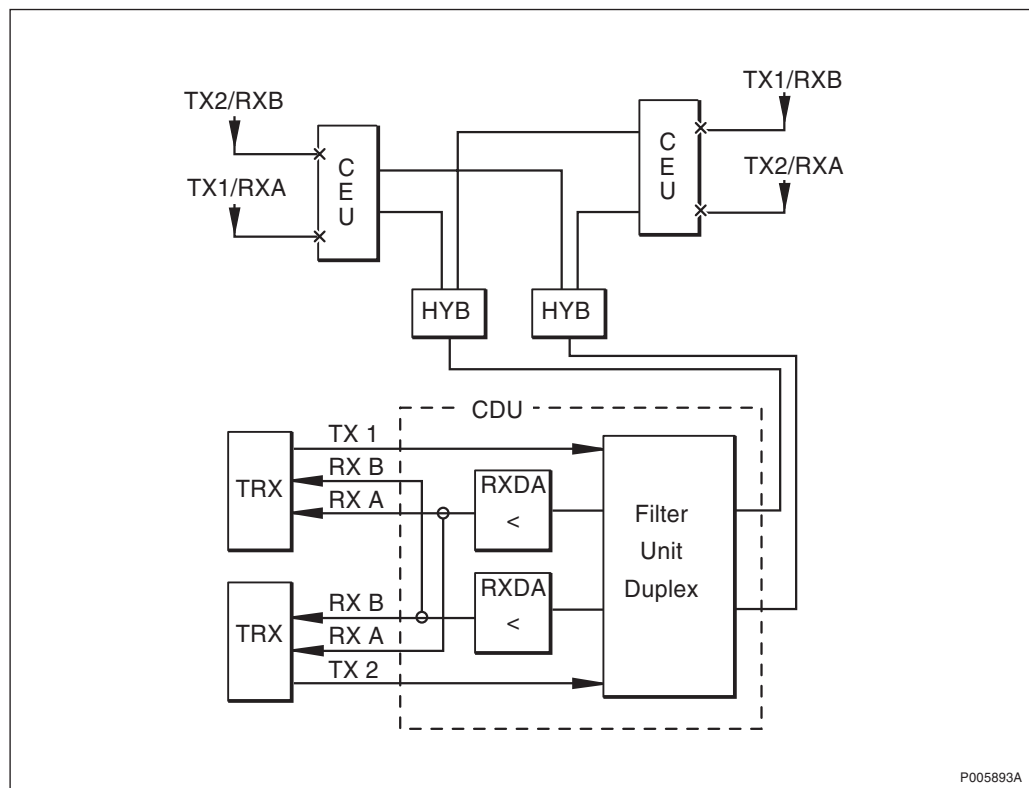 TX2/RXB
TX1/RXB
TX1/RXA
TX2/RXA
C
E
U
C
E
U
HYB
HYB
CDU
TX 1
RX B
RX A
TRX
RXDA
<
Filter
Unit
Duplex
RXDA
<
TRX
RX B
RX A
TX 2
P005893A